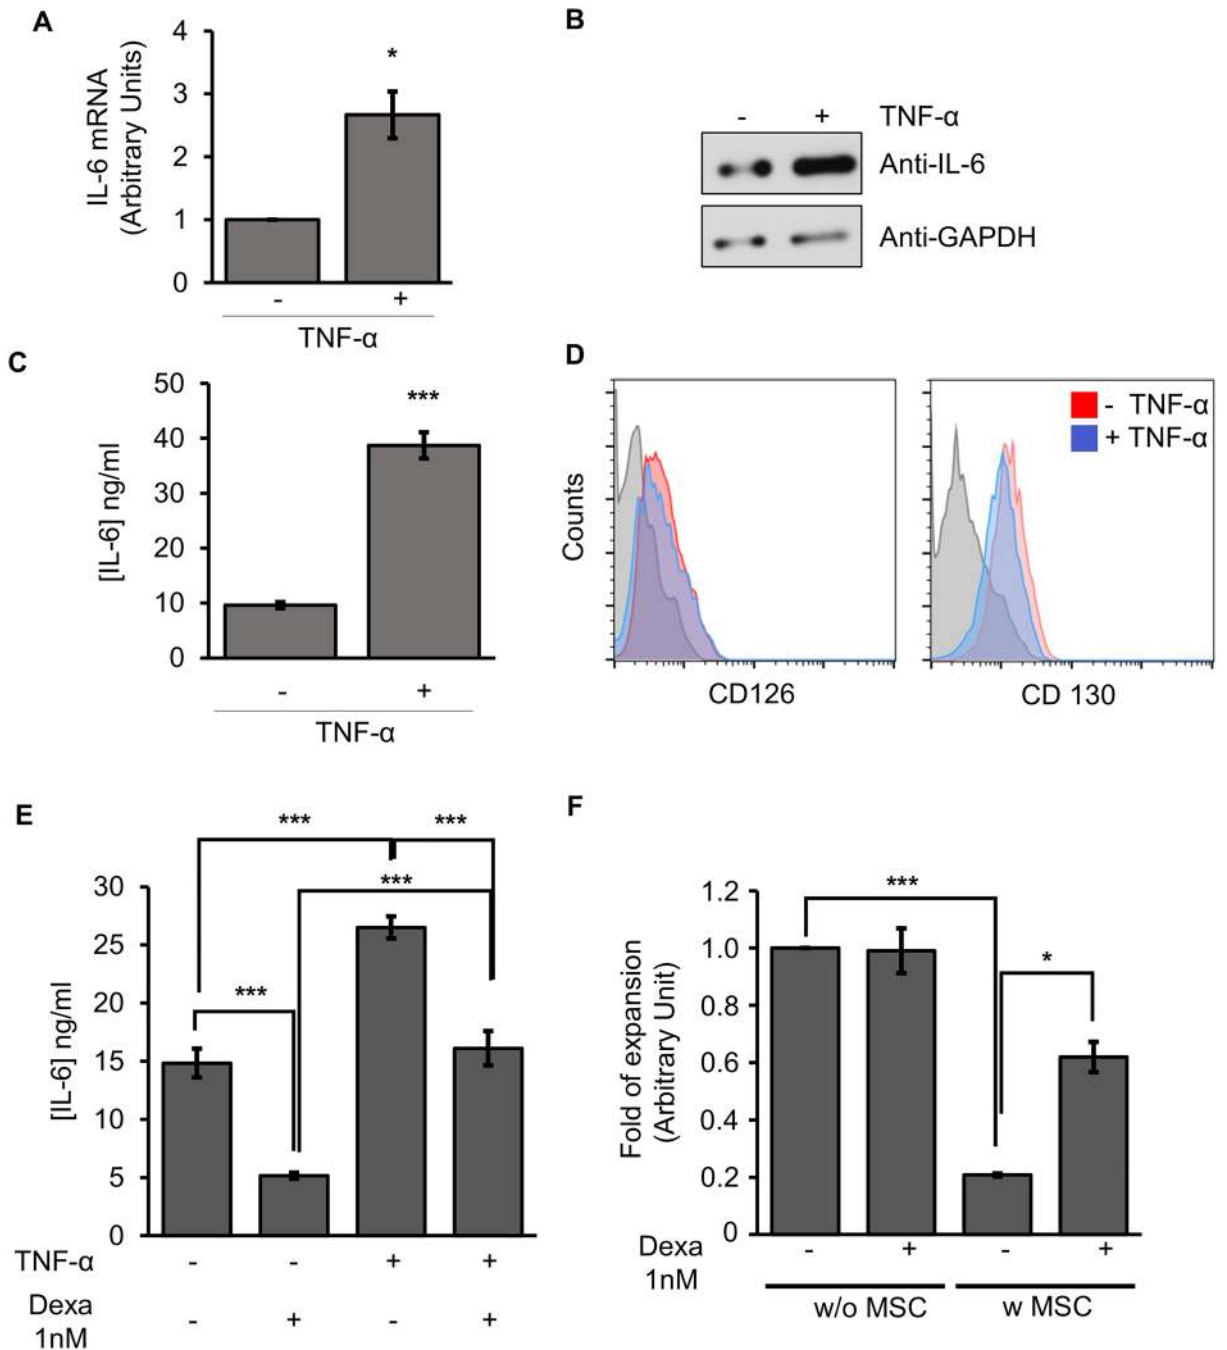 A
IL-6 mRNA
(Arbitrary Units)
4
3
2
1
0
*
- +
TNF-α
B
- + TNF-α
Anti-IL-6
Anti-GAPDH
C
[IL-6] ng/ml
50
40
30
20
10
0
***
- +
TNF-α
D
Counts
- TNF-α
+ TNF-α
CD126
CD 130
E
[IL-6] ng/ml
30
25
20
15
10
5
0
*** ***
***
***
TNF-α - - + +
Dexa
1nM
- + - +
F
Fold of expansion
(Arbitrary Unit)
1.2
1.0
0.8
0.6
0.4
0.2
0
***
*
Dexa
1nM
- + - +
w/o MSC w MSC